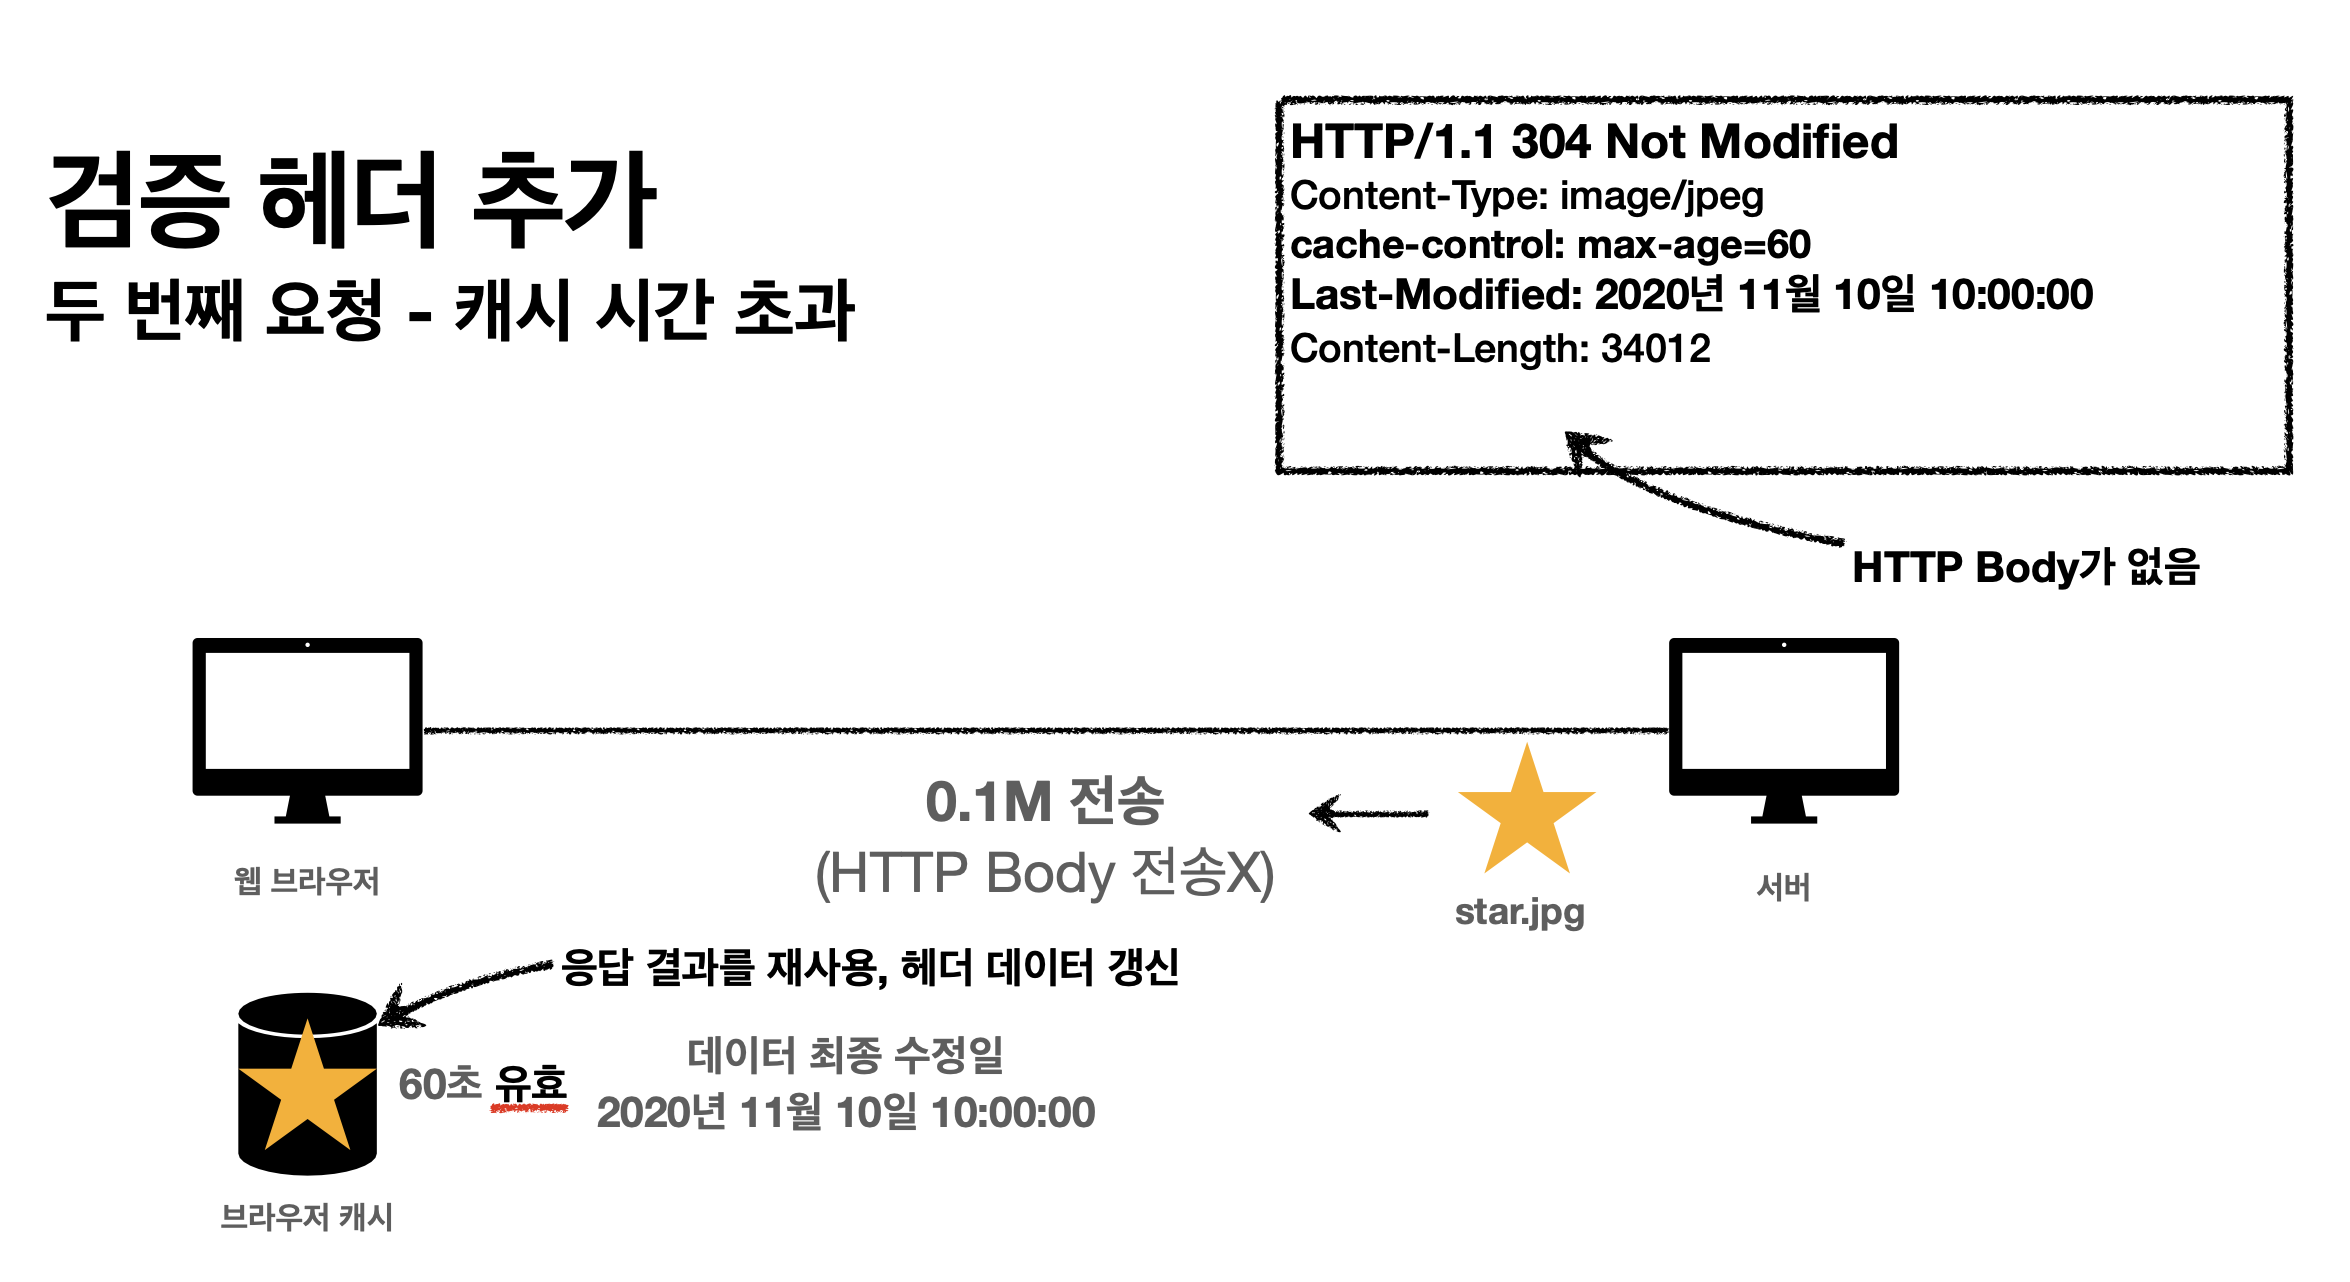 검증 헤더 추가
두 번째 요청 - 캐시 시간 초과
HTTP/1.1 304 Not Modified
Content-Type: image/jpeg
cache-control: max-age=60
Last-Modified: 2020년 11월 10일 10:00:00
Content-Length: 34012
HTTP Body가 없음
0.1M 전송
(HTTP Body 전송X)
웹 브라우저
서버
star.jpg
응답 결과를 재사용, 헤더 데이터 갱신
60초 유효
데이터 최종 수정일
2020년 11월 10일 10:00:00
브라우저 캐시